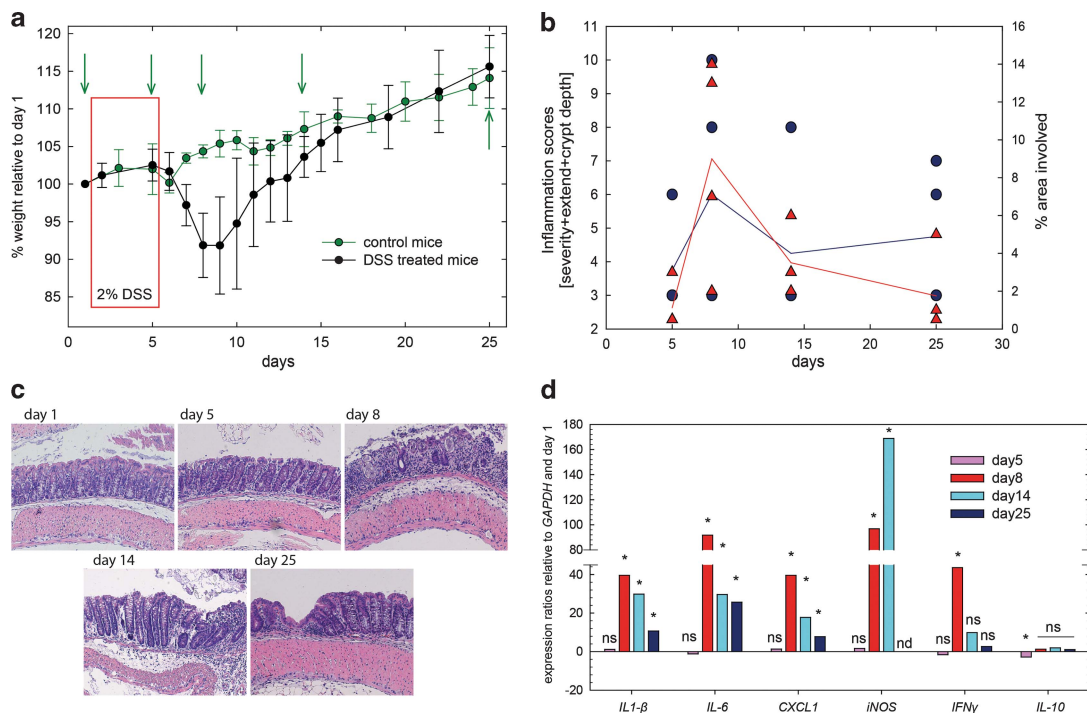 a
% weight relative to day 1
120
115
110
105
100
95
90
85
2% DSS
control mice
DSS treated mice
0
5
10
15
20
25
days
b
Inflammation scores
[severity+extend+crypt depth]
11
10
9
8
7
6
5
4
3
2
% area involved
16
14
12
10
8
6
4
2
0
0
5
10
15
20
25
30
days
c
day 1
day 5
day 8
day 14
day 25
d
expression ratios relative to GAPDH and day 1
180
160
140
120
100
80
40
20
0
-20
day5
day8
day14
day25
ns
*
*
*
ns
*
*
*
ns
*
*
*
*
*
nd
ns
*
ns
ns
*
ns
IL1-β
IL-6
CXCL1
iNOS
IFNγ
IL-10